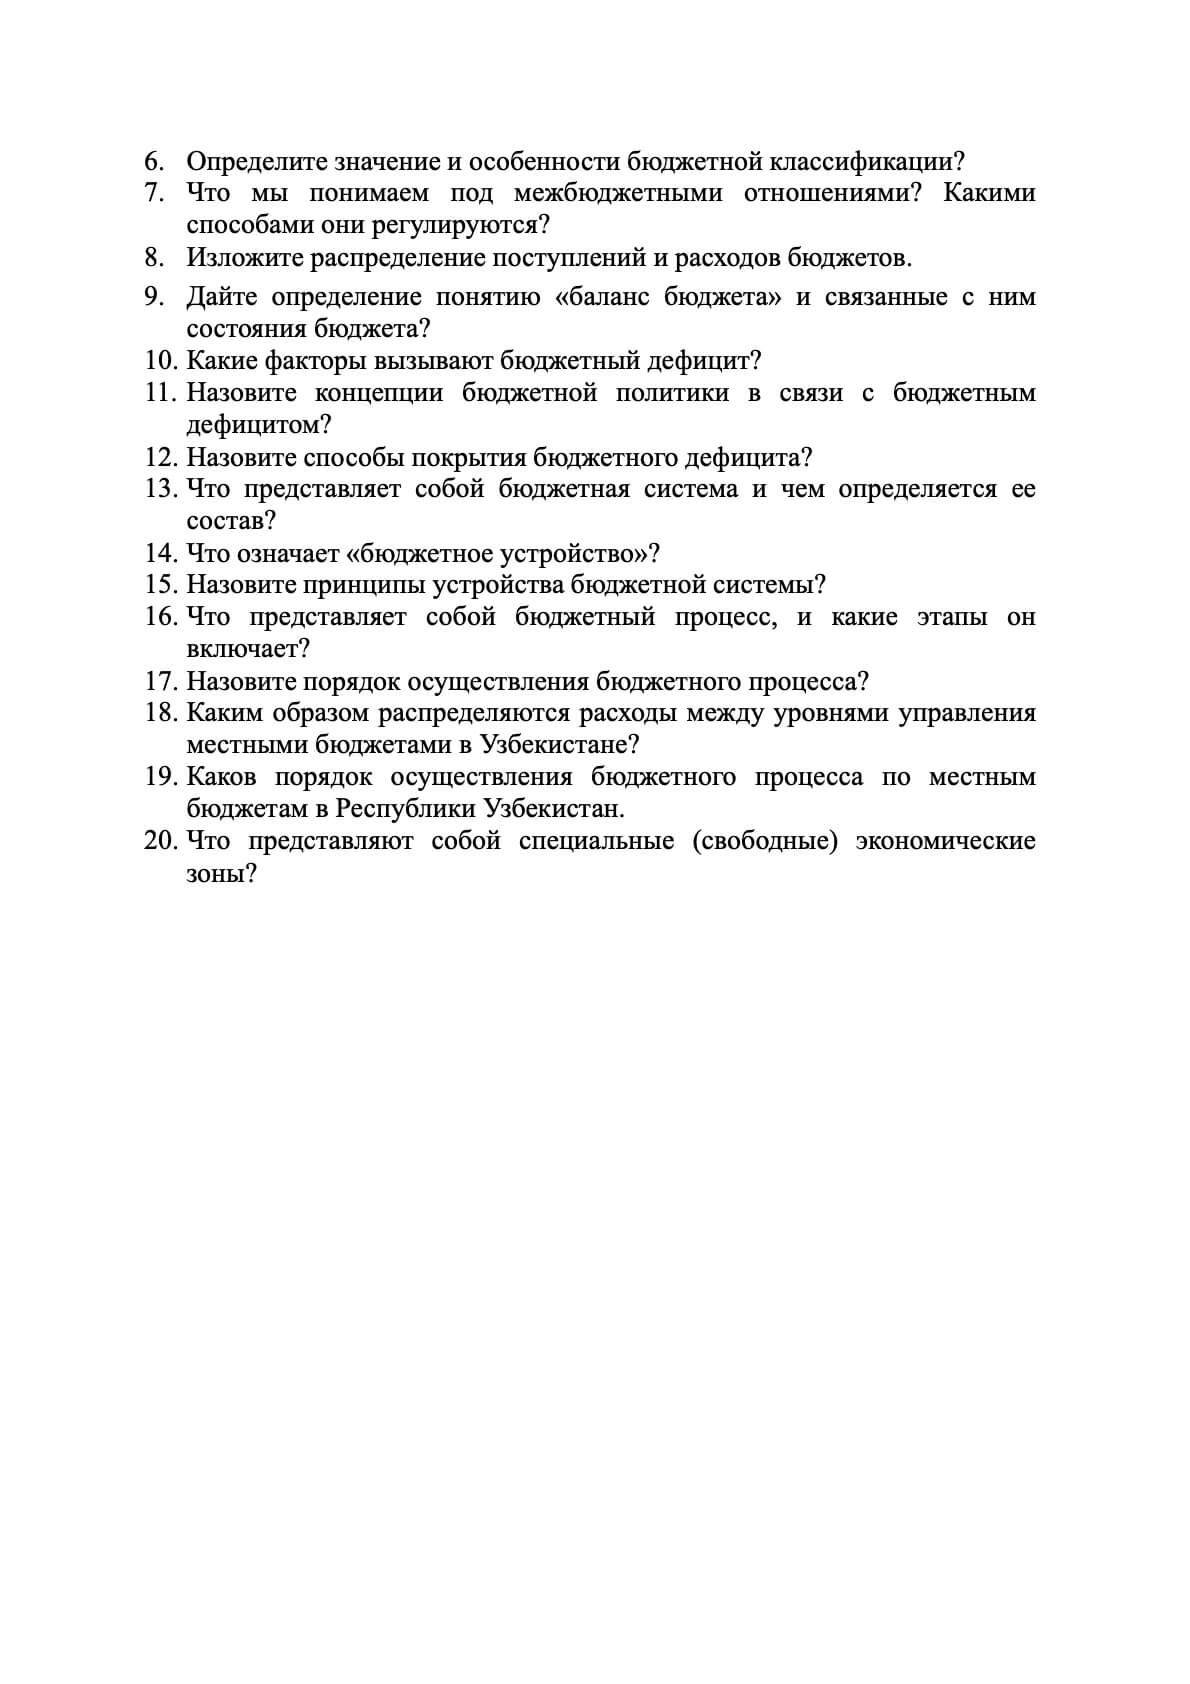 6. Определите значение и особенности бюджетной классификации?
7. Что мы понимаем под межбюджетными отношениями? Какими
способами они регулируются?
8. Изложите распределение поступлений и расходов бюджетов.
9. Дайте определение понятию «баланс бюджета» и связанные с ним
состояния бюджета?
10. Какие факторы вызывают бюджетный дефицит?
11. Назовите концепции бюджетной политики в связи с бюджетным
дефицитом?
12. Назовите способы покрытия бюджетного дефицита?
13. Что представляет собой бюджетная система и чем определяется ее
состав?
14. Что означает «бюджетное устройство»?
15. Назовите принципы устройства бюджетной системы?
16. Что представляет собой бюджетный процесс, и какие этапы он
включает?
17. Назовите порядок осуществления бюджетного процесса?
18. Каким образом распределяются расходы между уровнями управления
местными бюджетами в Узбекистане?
19. Каков порядок осуществления бюджетного процесса по местным
бюджетам в Республики Узбекистан.
20. Что представляют собой специальные (свободные) экономические
зоны?